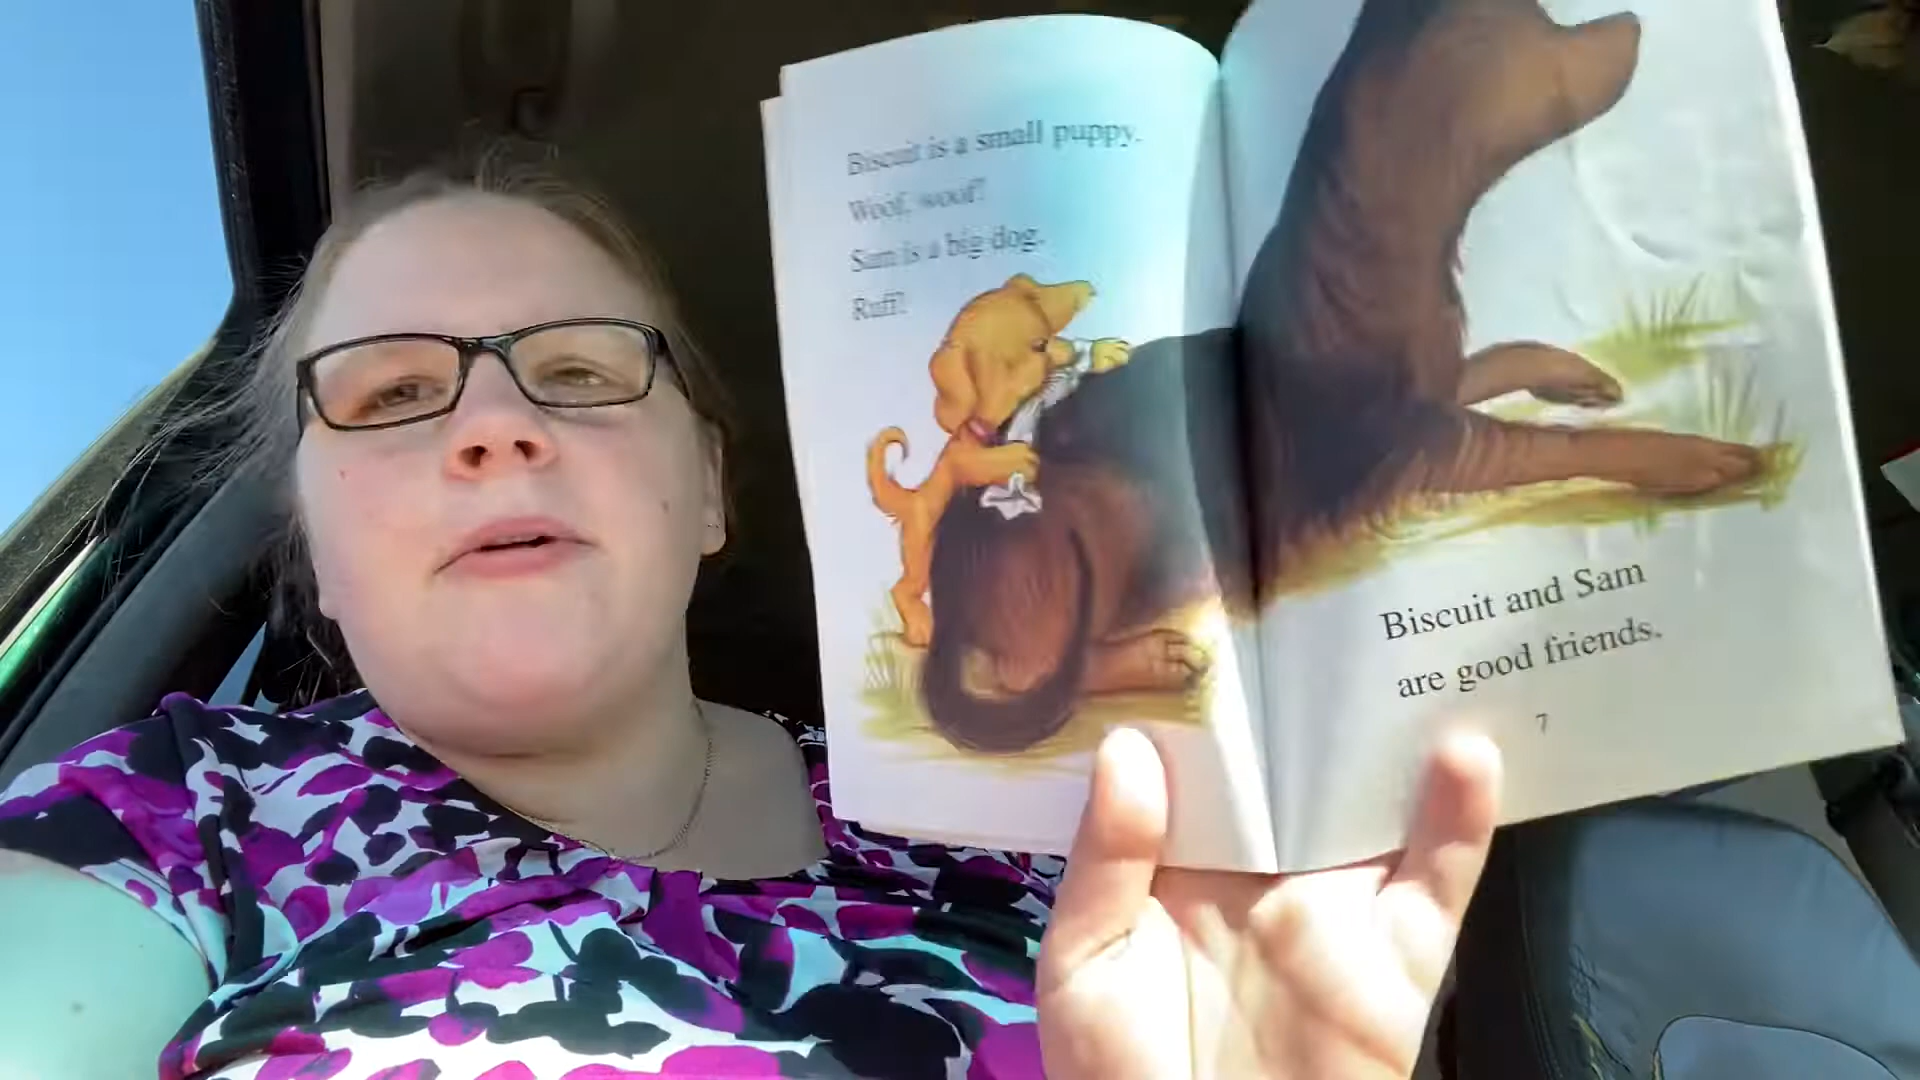 Biscuit is a small puppy.
Woof, woof!
Sam is a big dog.
Ruff!
Biscuit and Sam
are good friends.
7